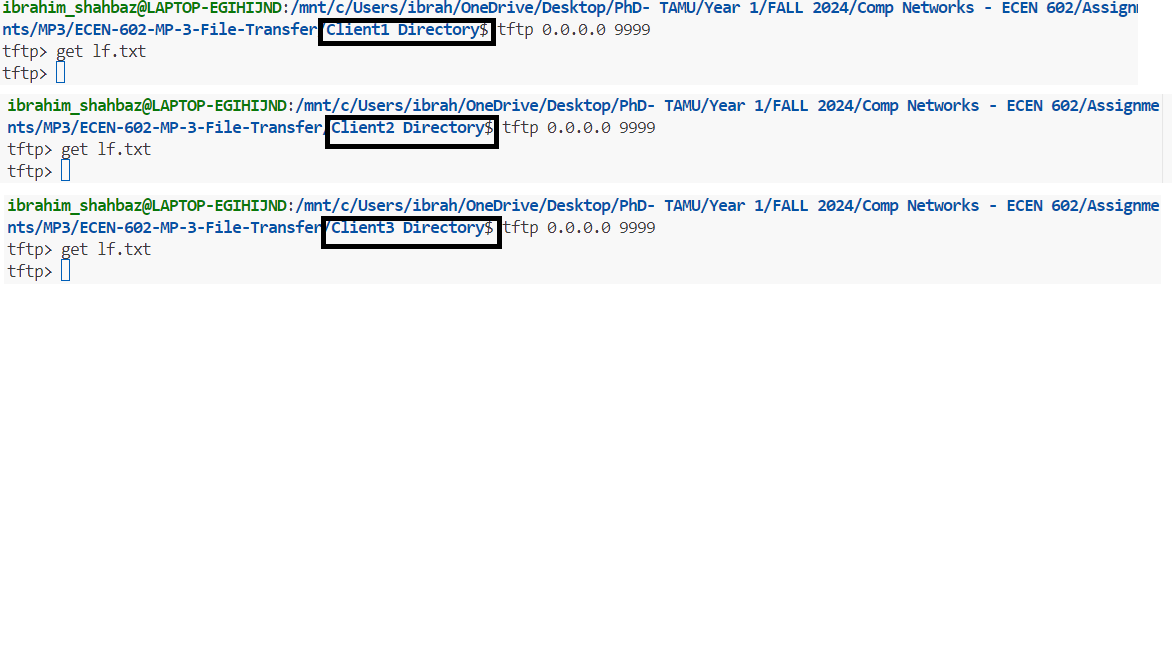 ibrahim_shahbaz@LAPTOP-EGIHIJND:/mnt/c/Users/ibrah/OneDrive/Desktop/PhD- TAMU/Year 1/FALL 2024/Comp Networks - ECEN 602/Assignm
nts/MP3/ECEN-602-MP-3-File-Transfer/Client1 Directory$ tftp 0.0.0.0 9999
tftp> get lf.txt
tftp>
ibrahim_shahbaz@LAPTOP-EGIHIJND:/mnt/c/Users/ibrah/OneDrive/Desktop/PhD- TAMU/Year 1/FALL 2024/Comp Networks - ECEN 602/Assignme
nts/MP3/ECEN-602-MP-3-File-Transfer/Client2 Directory$ tftp 0.0.0.0 9999
tftp> get lf.txt
tftp>
ibrahim_shahbaz@LAPTOP-EGIHIJND:/mnt/c/Users/ibrah/OneDrive/Desktop/PhD- TAMU/Year 1/FALL 2024/Comp Networks - ECEN 602/Assignme
nts/MP3/ECEN-602-MP-3-File-Transfer/Client3 Directory$ tftp 0.0.0.0 9999
tftp> get lf.txt
tftp>